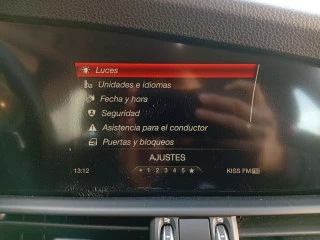 Luces
Unidades e idiomas
Fecha y hora
Seguridad
Asistencia para el conductor
Puertas y bloqueos
AJUSTES
13:12
1 2 3 4 5
KISS FM